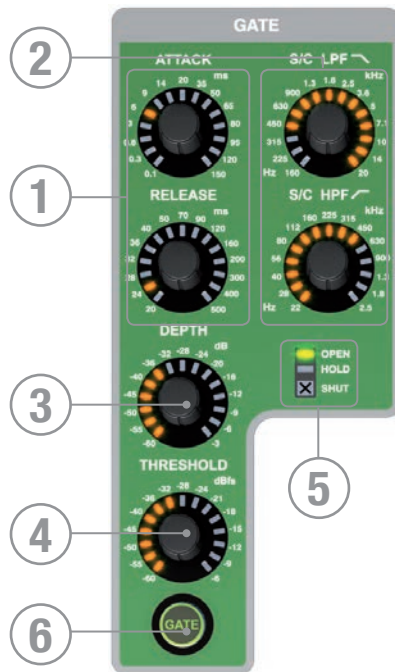 GATE
2
ATTACK
ms
0.1 0.3 0.8 3 6 9 14 20 35 50 65 80 95 120 150
1
RELEASE
ms
20 24 28 32 36 40 50 70 90 120 160 200 300 400 500
S/C LPF
kHz
Hz
160 225 315 450 630 900 1.3 1.8 2.5 3.6 5 7.1 10 14 20
S/C HPF
kHz
Hz
22 28 40 56 80 112 160 225 315 450 630 900 1.3 1.8 2.5
DEPTH
dB
-60 -55 -50 -45 -40 -36 -32 -28 -24 -20 -16 -12 -9 -6 -3
3
OPEN
HOLD
SHUT
5
THRESHOLD
dBfs
-60 -55 -50 -45 -40 -36 -32 -28 -24 -21 -18 -15 -12 -9 -6
4
GATE
6